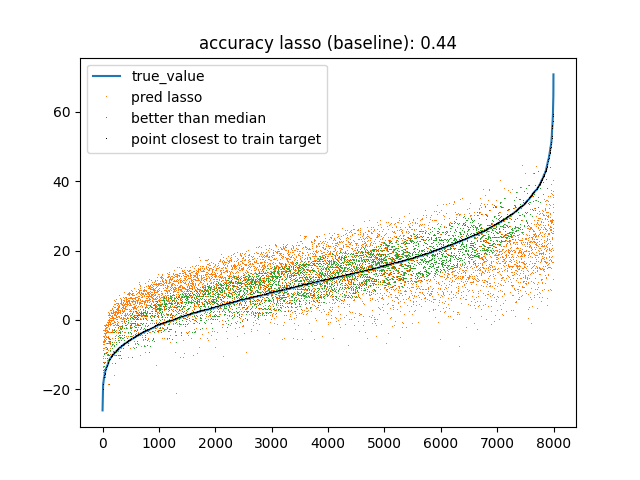 accuracy lasso (baseline): 0.44
true_value
pred lasso
better than median
point closest to train target
60
40
20
0
−20
0 1000 2000 3000 4000 5000 6000 7000 8000